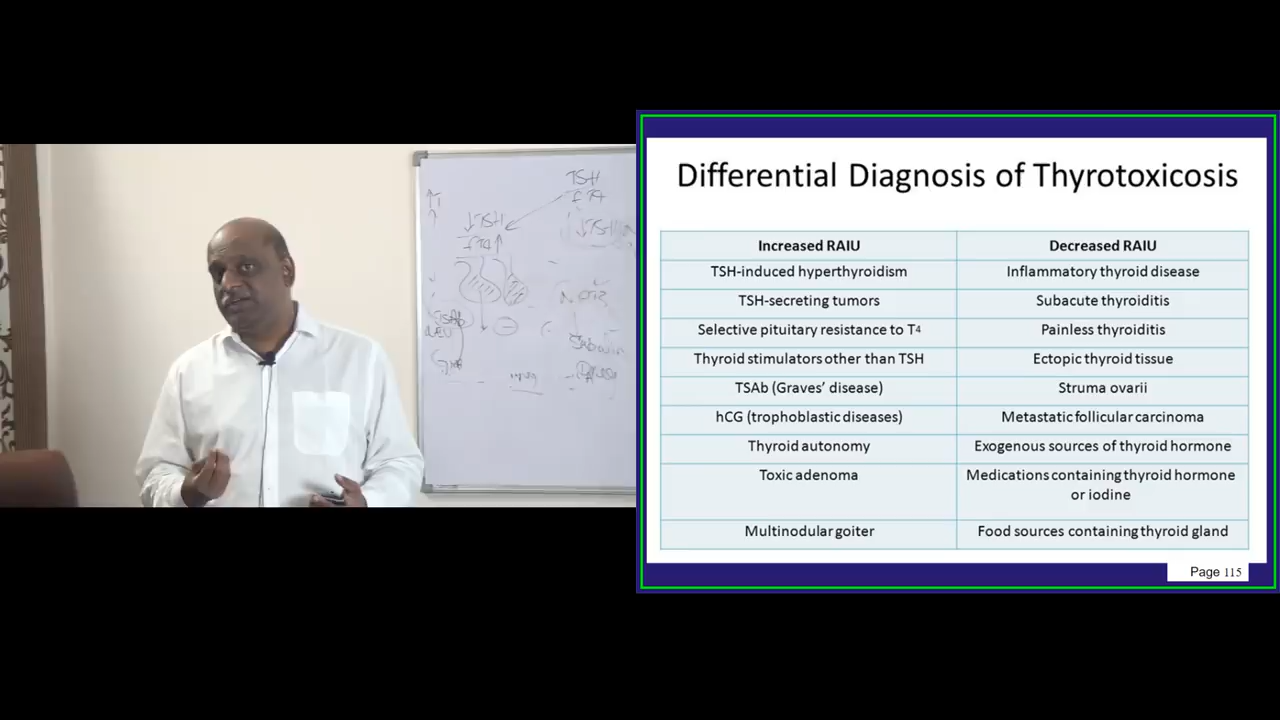 TSH
fT4
↓TSH
fT4↑
↓TSH
Differential Diagnosis of Thyrotoxicosis
Increased RAIU
Decreased RAIU
TSH-induced hyperthyroidism
Inflammatory thyroid disease
TSH-secreting tumors
Subacute thyroiditis
Selective pituitary resistance to T4
Painless thyroiditis
Thyroid stimulators other than TSH
Ectopic thyroid tissue
TSAb (Graves’ disease)
Struma ovarii
hCG (trophoblastic diseases)
Metastatic follicular carcinoma
Thyroid autonomy
Exogenous sources of thyroid hormone
Toxic adenoma
Medications containing thyroid hormone
or iodine
Multinodular goiter
Food sources containing thyroid gland
Page 115